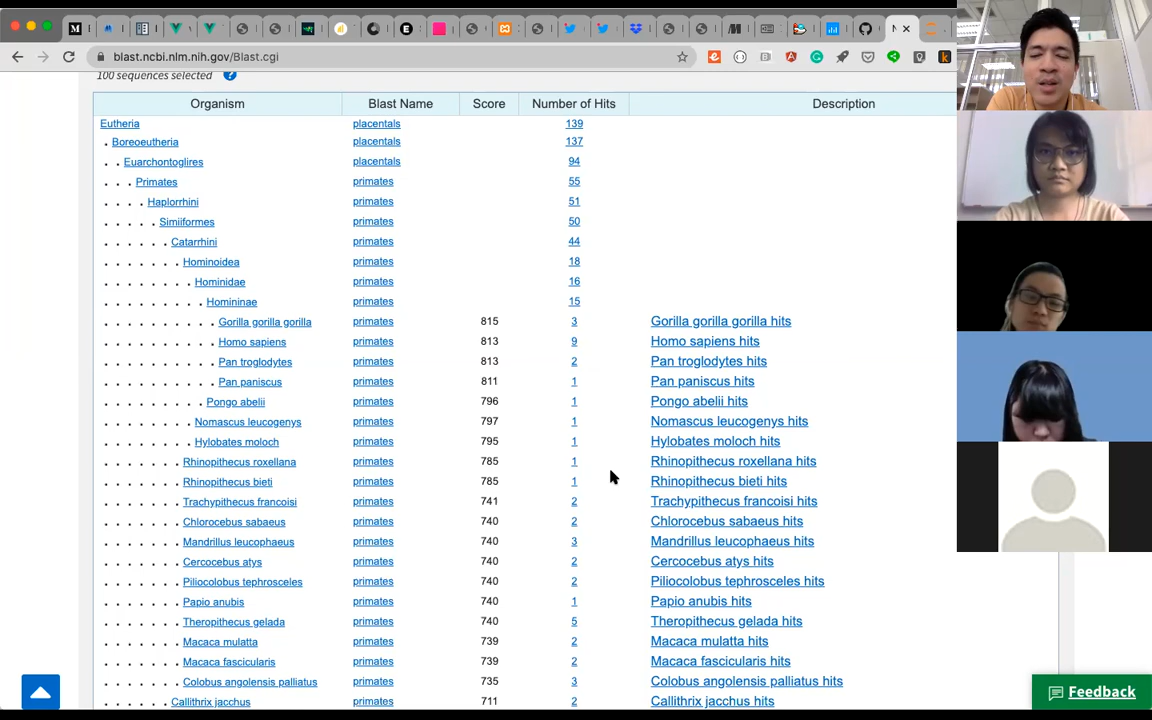 blast.ncbi.nlm.nih.gov/Blast.cgi
100 sequences selected ?
Organism Blast Name Score Number of Hits Description
Eutheria placentals 139
. Boreoeutheria placentals 137
. . Euarchontoglires placentals 94
. . . Primates primates 55
. . . . Haplorrhini primates 51
. . . . . Simiiformes primates 50
. . . . . . Catarrhini primates 44
. . . . . . . Hominoidea primates 18
. . . . . . . . Hominidae primates 16
. . . . . . . . . Homininae primates 15
. . . . . . . . . . Gorilla gorilla gorilla primates 815 3 Gorilla gorilla gorilla hits
. . . . . . . . . . Homo sapiens primates 813 9 Homo sapiens hits
. . . . . . . . . . Pan troglodytes primates 813 2 Pan troglodytes hits
. . . . . . . . . . Pan paniscus primates 811 1 Pan paniscus hits
. . . . . . . . . Pongo abelii primates 796 1 Pongo abelii hits
. . . . . . . . Nomascus leucogenys primates 797 1 Nomascus leucogenys hits
. . . . . . . . Hylobates moloch primates 795 1 Hylobates moloch hits
. . . . . . . Rhinopithecus roxellana primates 785 1 Rhinopithecus roxellana hits
. . . . . . . Rhinopithecus bieti primates 785 1 Rhinopithecus bieti hits
. . . . . . . Trachypithecus francoisi primates 741 2 Trachypithecus francoisi hits
. . . . . . . Chlorocebus sabaeus primates 740 2 Chlorocebus sabaeus hits
. . . . . . . Mandrillus leucophaeus primates 740 3 Mandrillus leucophaeus hits
. . . . . . . Cercocebus atys primates 740 2 Cercocebus atys hits
. . . . . . . Piliocolobus tephrosceles primates 740 2 Piliocolobus tephrosceles hits
. . . . . . . Papio anubis primates 740 1 Papio anubis hits
. . . . . . . Theropithecus gelada primates 740 5 Theropithecus gelada hits
. . . . . . . Macaca mulatta primates 739 2 Macaca mulatta hits
. . . . . . . Macaca fascicularis primates 739 2 Macaca fascicularis hits
. . . . . . . Colobus angolensis palliatus primates 735 3 Colobus angolensis palliatus hits
. . . . . . Callithrix jacchus primates 711 2 Callithrix jacchus hits
Feedback